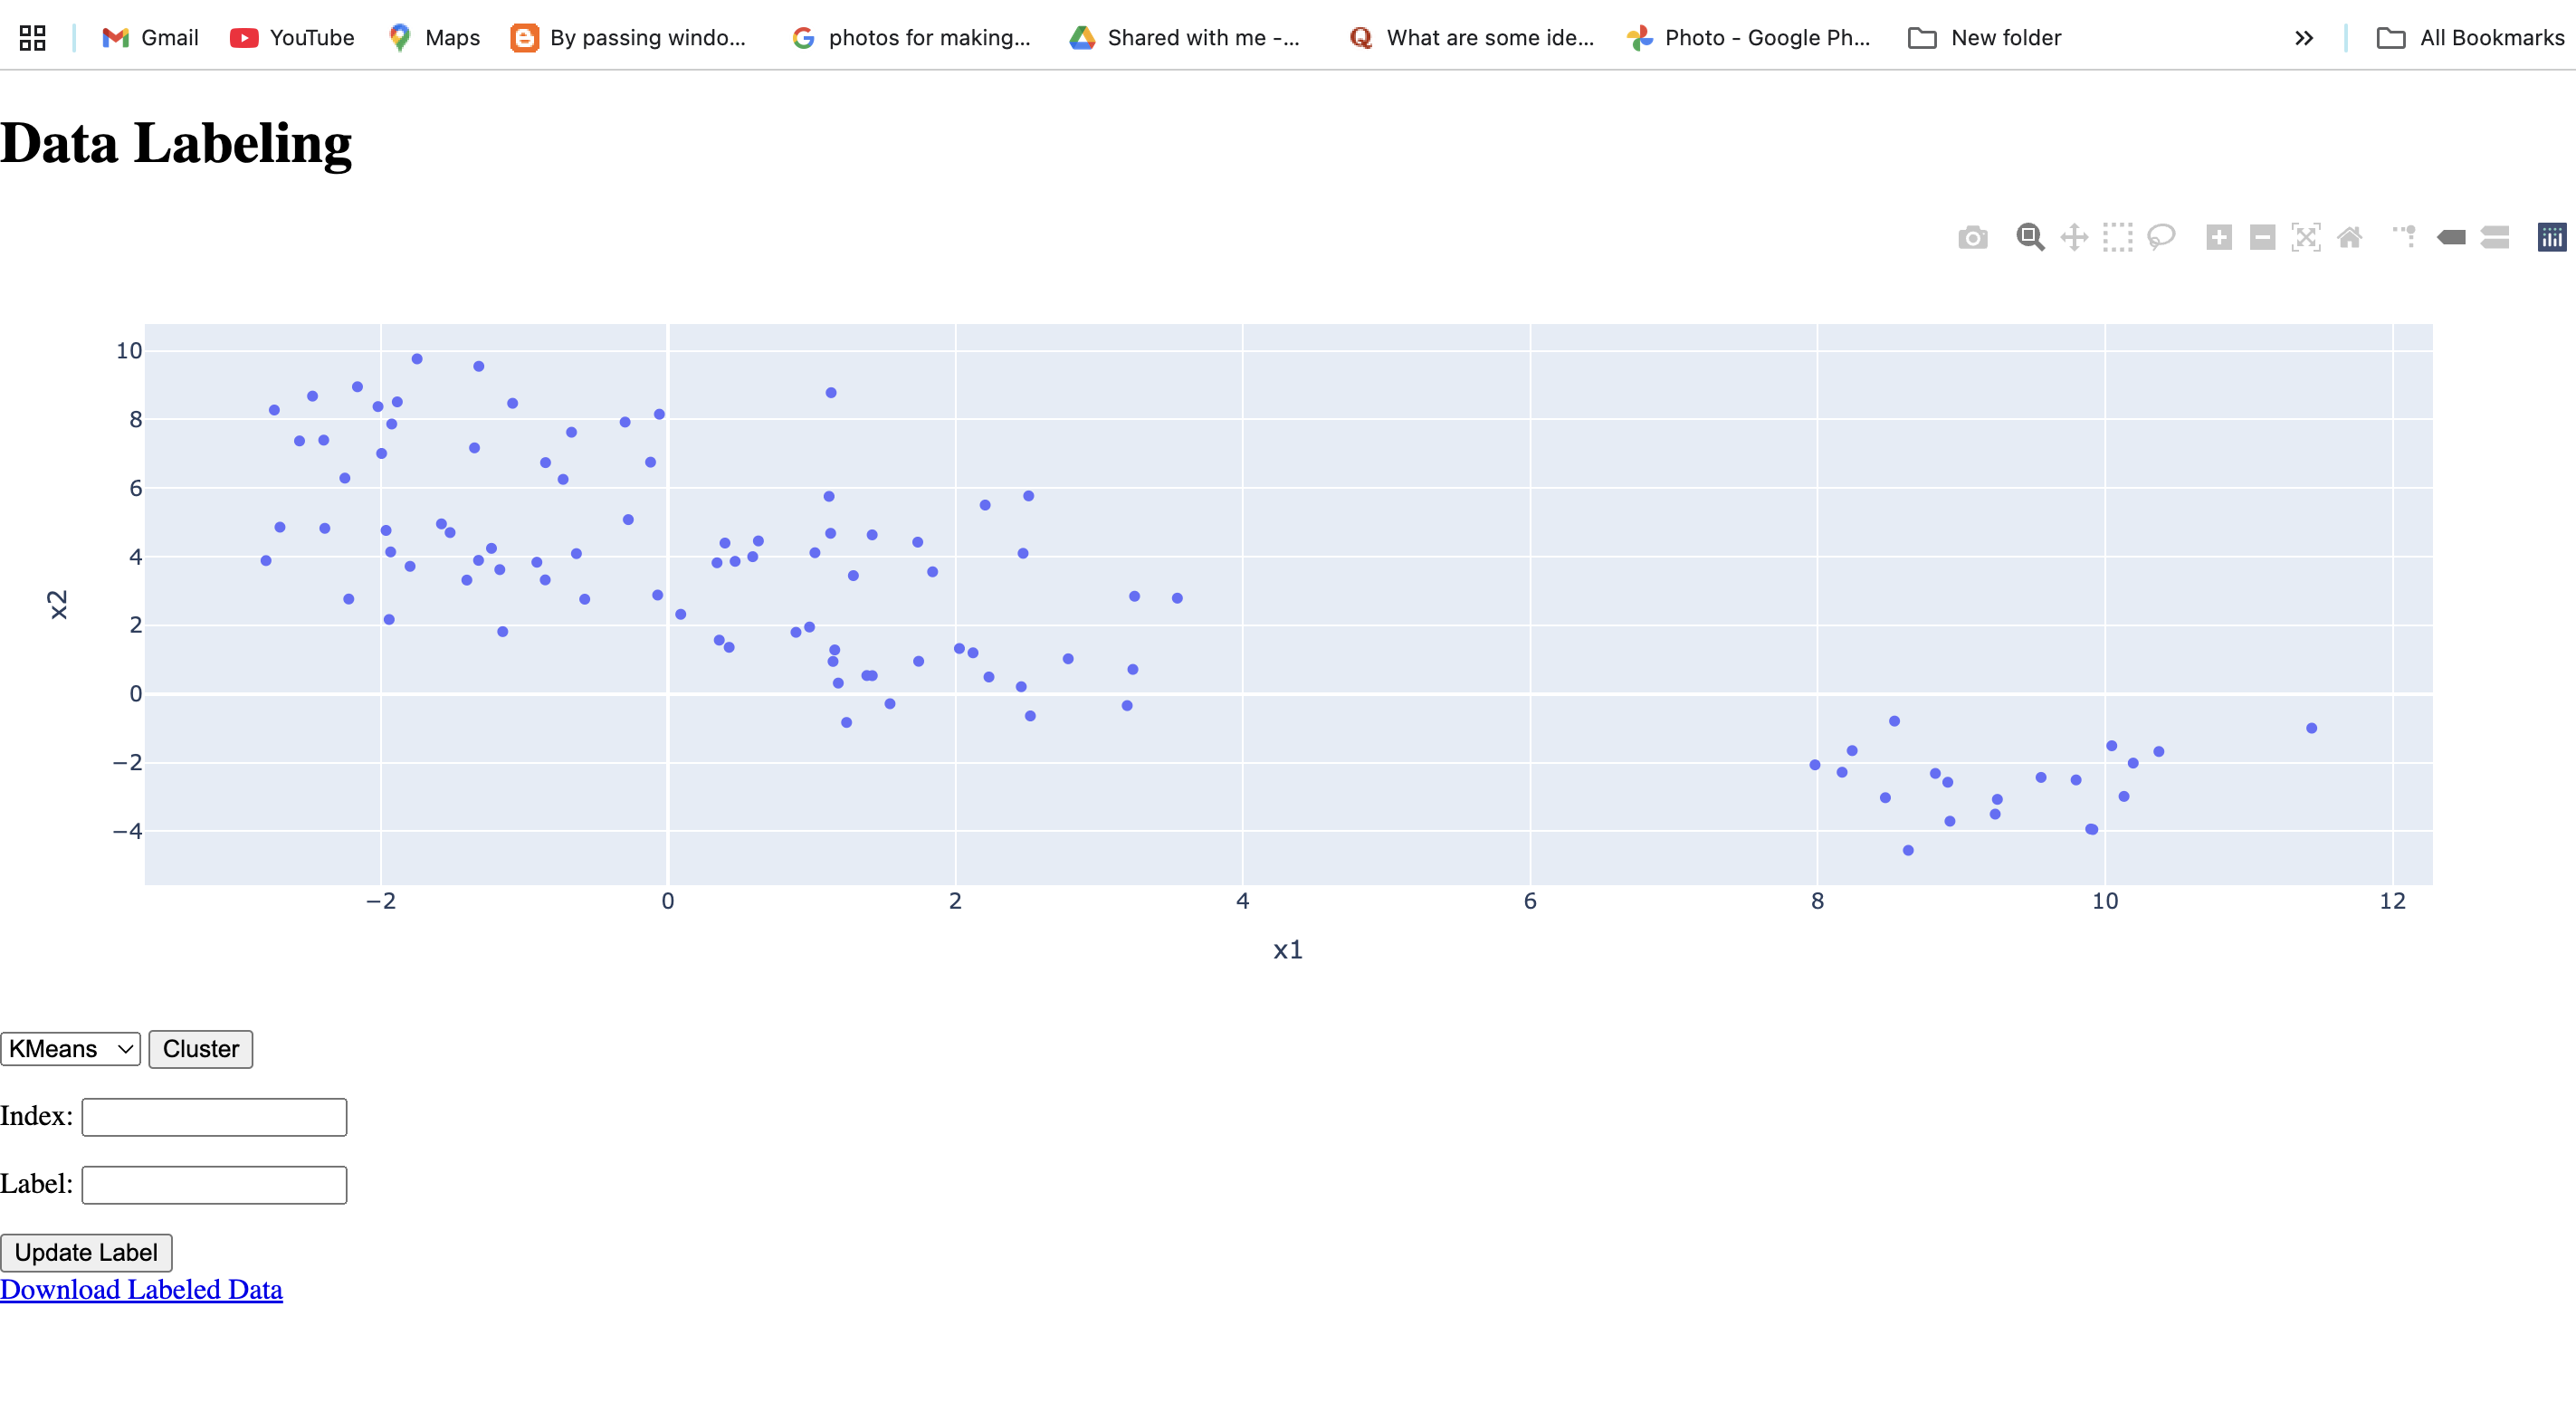 Gmail YouTube Maps By passing windo... photos for making... Shared with me -... What are some ide... Photo - Google Ph... New folder All Bookmarks
Data Labeling
10
8
6
4
2
0
−2
−4
x2
−2 0 2 4 6 8 10 12
x1
KMeans Cluster
Index:
Label:
Update Label
Download Labeled Data